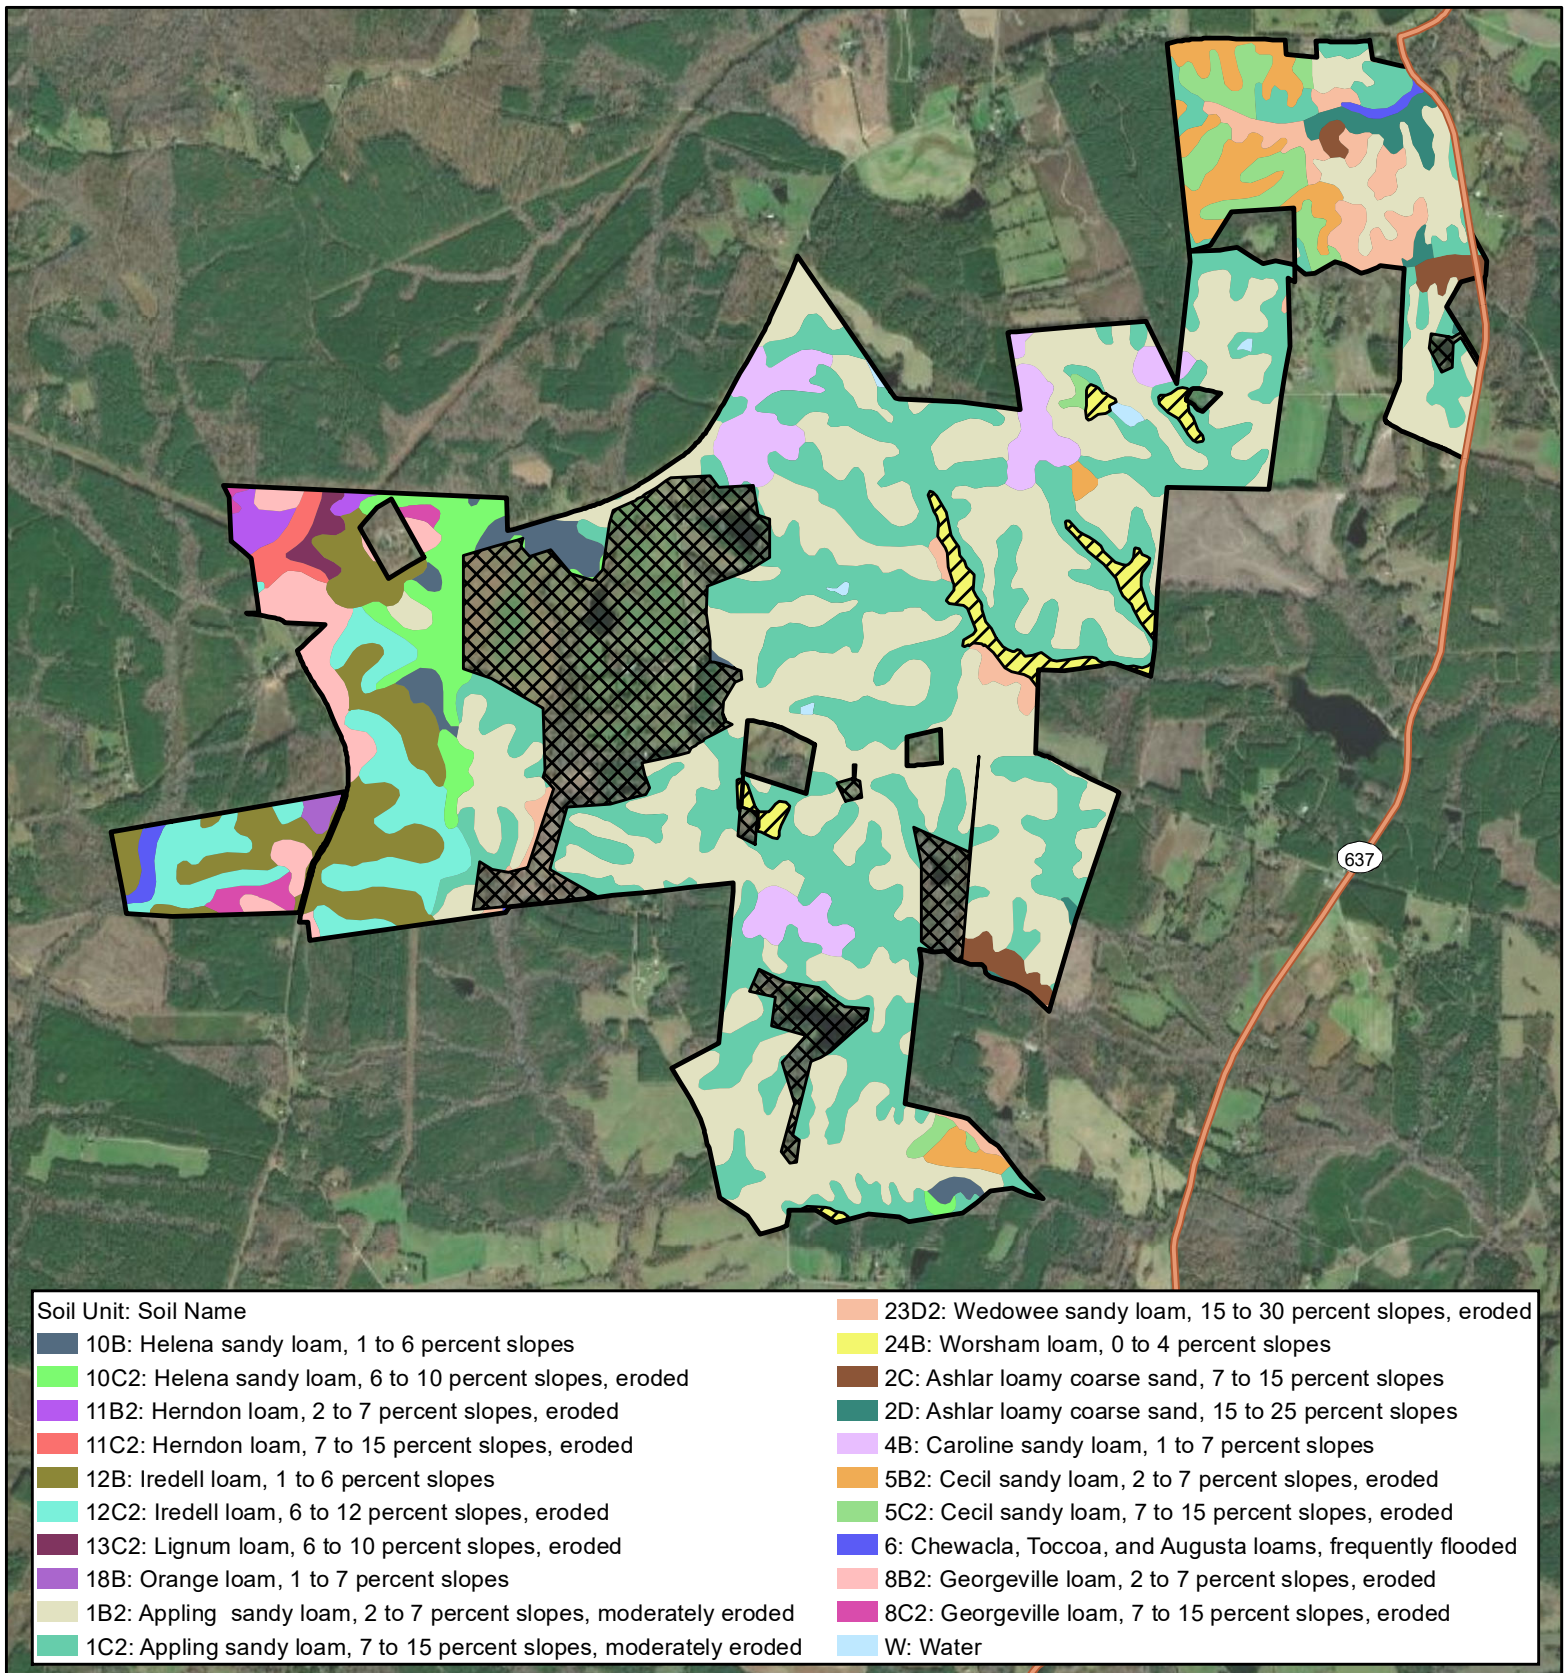 637
Soil Unit: Soil Name
10B: Helena sandy loam, 1 to 6 percent slopes
10C2: Helena sandy loam, 6 to 10 percent slopes, eroded
11B2: Herndon loam, 2 to 7 percent slopes, eroded
11C2: Herndon loam, 7 to 15 percent slopes, eroded
12B: Iredell loam, 1 to 6 percent slopes
12C2: Iredell loam, 6 to 12 percent slopes, eroded
13C2: Lignum loam, 6 to 10 percent slopes, eroded
18B: Orange loam, 1 to 7 percent slopes
1B2: Appling  sandy loam, 2 to 7 percent slopes, moderately eroded
1C2: Appling sandy loam, 7 to 15 percent slopes, moderately eroded
23D2: Wedowee sandy loam, 15 to 30 percent slopes, eroded
24B: Worsham loam, 0 to 4 percent slopes
2C: Ashlar loamy coarse sand, 7 to 15 percent slopes
2D: Ashlar loamy coarse sand, 15 to 25 percent slopes
4B: Caroline sandy loam, 1 to 7 percent slopes
5B2: Cecil sandy loam, 2 to 7 percent slopes, eroded
5C2: Cecil sandy loam, 7 to 15 percent slopes, eroded
6: Chewacla, Toccoa, and Augusta loams, frequently flooded
8B2: Georgeville loam, 2 to 7 percent slopes, eroded
8C2: Georgeville loam, 7 to 15 percent slopes, eroded
W: Water